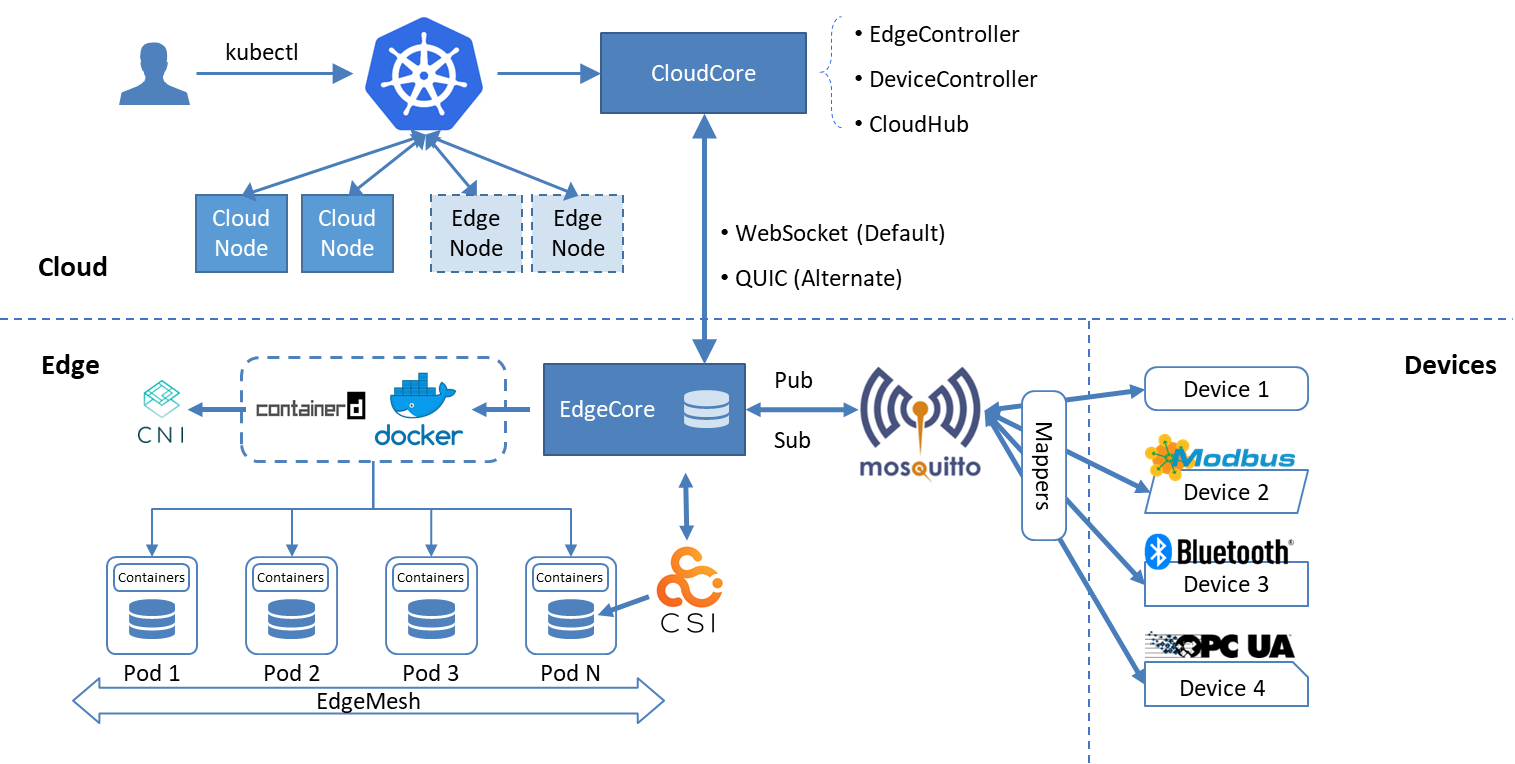 kubectl
CloudCore
• EdgeController
• DeviceController
• CloudHub
Cloud
Node
Cloud
Node
Edge
Node
Edge
Node
Cloud
• WebSocket (Default)
• QUIC (Alternate)
Edge
Devices
CNI
containerd
docker
EdgeCore
Pub
Sub
mosquitto
Mappers
Device 1
Modbus
Device 2
Bluetooth®
Device 3
OPC UA
Device 4
CSI
Containers
Containers
Containers
Containers
Pod 1
Pod 2
Pod 3
Pod N
EdgeMesh